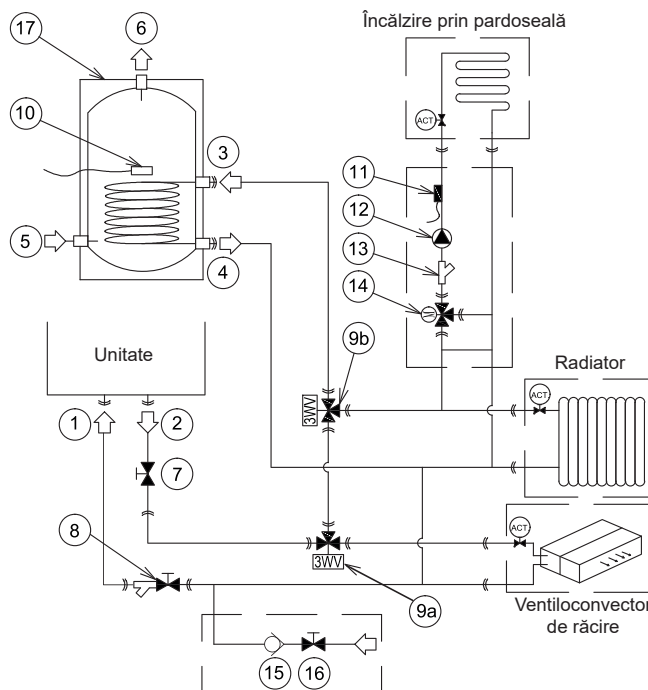 Încălzire prin pardoseală
17
6
10
3
ACT
11
12
5
4
13
14
Unitate
9b
Radiator
1
2
3WV
ACT
7
8
ACT
3WV
9a
Ventiloconvector
de răcire
15
16